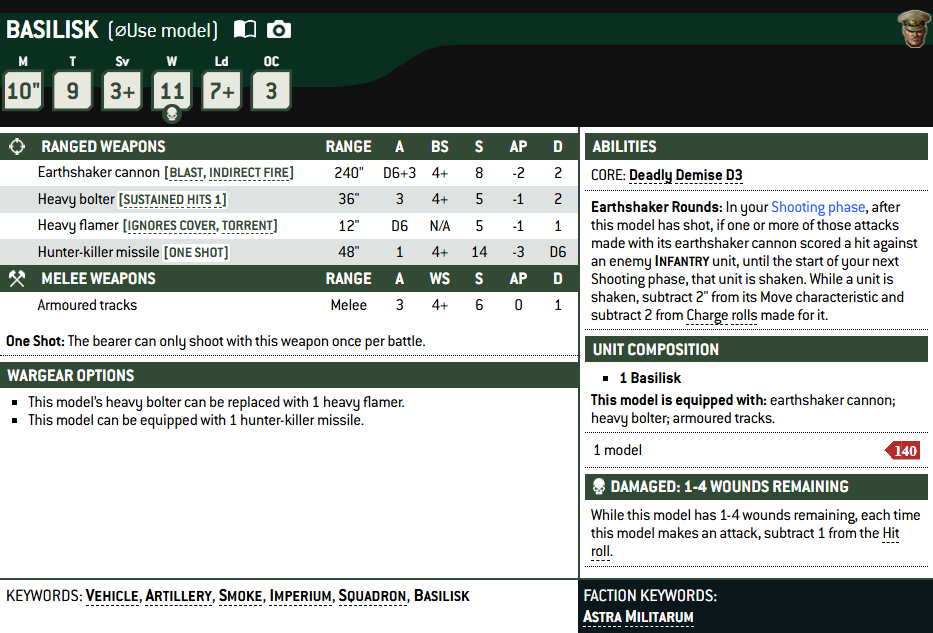 BASILISK (⌀Use model)
M T Sv W Ld OC
10" 9 3+ 11 7+ 3
RANGED WEAPONS RANGE A BS S AP D
Earthshaker cannon [BLAST, INDIRECT FIRE] 240" D6+3 4+ 8 -2 2
Heavy bolter [SUSTAINED HITS 1] 36" 3 4+ 5 -1 2
Heavy flamer [IGNORES COVER, TORRENT] 12" D6 N/A 5 -1 1
Hunter-killer missile [ONE SHOT] 48" 1 4+ 14 -3 D6
MELEE WEAPONS RANGE A WS S AP D
Armoured tracks Melee 3 4+ 6 0 1
One Shot: The bearer can only shoot with this weapon once per battle.
WARGEAR OPTIONS
▪ This model's heavy bolter can be replaced with 1 heavy flamer.
▪ This model can be equipped with 1 hunter-killer missile.
ABILITIES
CORE: Deadly Demise D3
Earthshaker Rounds: In your Shooting phase, after
this model has shot, if one or more of those attacks
made with its earthshaker cannon scored a hit against
an enemy INFANTRY unit, until the start of your next
Shooting phase, that unit is shaken. While a unit is
shaken, subtract 2" from its Move characteristic and
subtract 2 from Charge rolls made for it.
UNIT COMPOSITION
▪ 1 Basilisk
This model is equipped with: earthshaker cannon;
heavy bolter; armoured tracks.
1 model 140
DAMAGED: 1-4 WOUNDS REMAINING
While this model has 1-4 wounds remaining, each time
this model makes an attack, subtract 1 from the Hit
roll.
KEYWORDS: VEHICLE, ARTILLERY, SMOKE, IMPERIUM, SQUADRON, BASILISK
FACTION KEYWORDS:
ASTRA MILITARUM